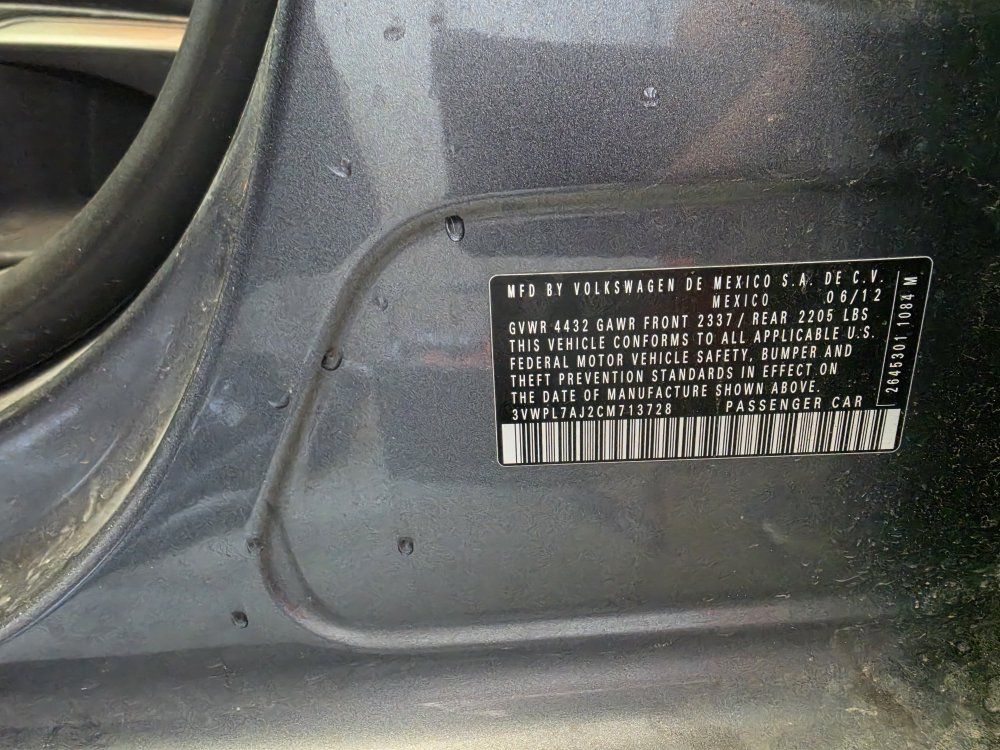 MFD BY VOLKSWAGEN DE MEXICO S.A. DE C.V.
MEXICO 06/12
GVWR 4432 GAWR FRONT 2337/ REAR 2205 LBS
THIS VEHICLE CONFORMS TO ALL APPLICABLE U.S.
FEDERAL MOTOR VEHICLE SAFETY, BUMPER AND
THEFT PREVENTION STANDARDS IN EFFECT ON
THE DATE OF MANUFACTURE SHOWN ABOVE.
3VWPL7AJ2CM713728 PASSENGER CAR
2645301 1084 M